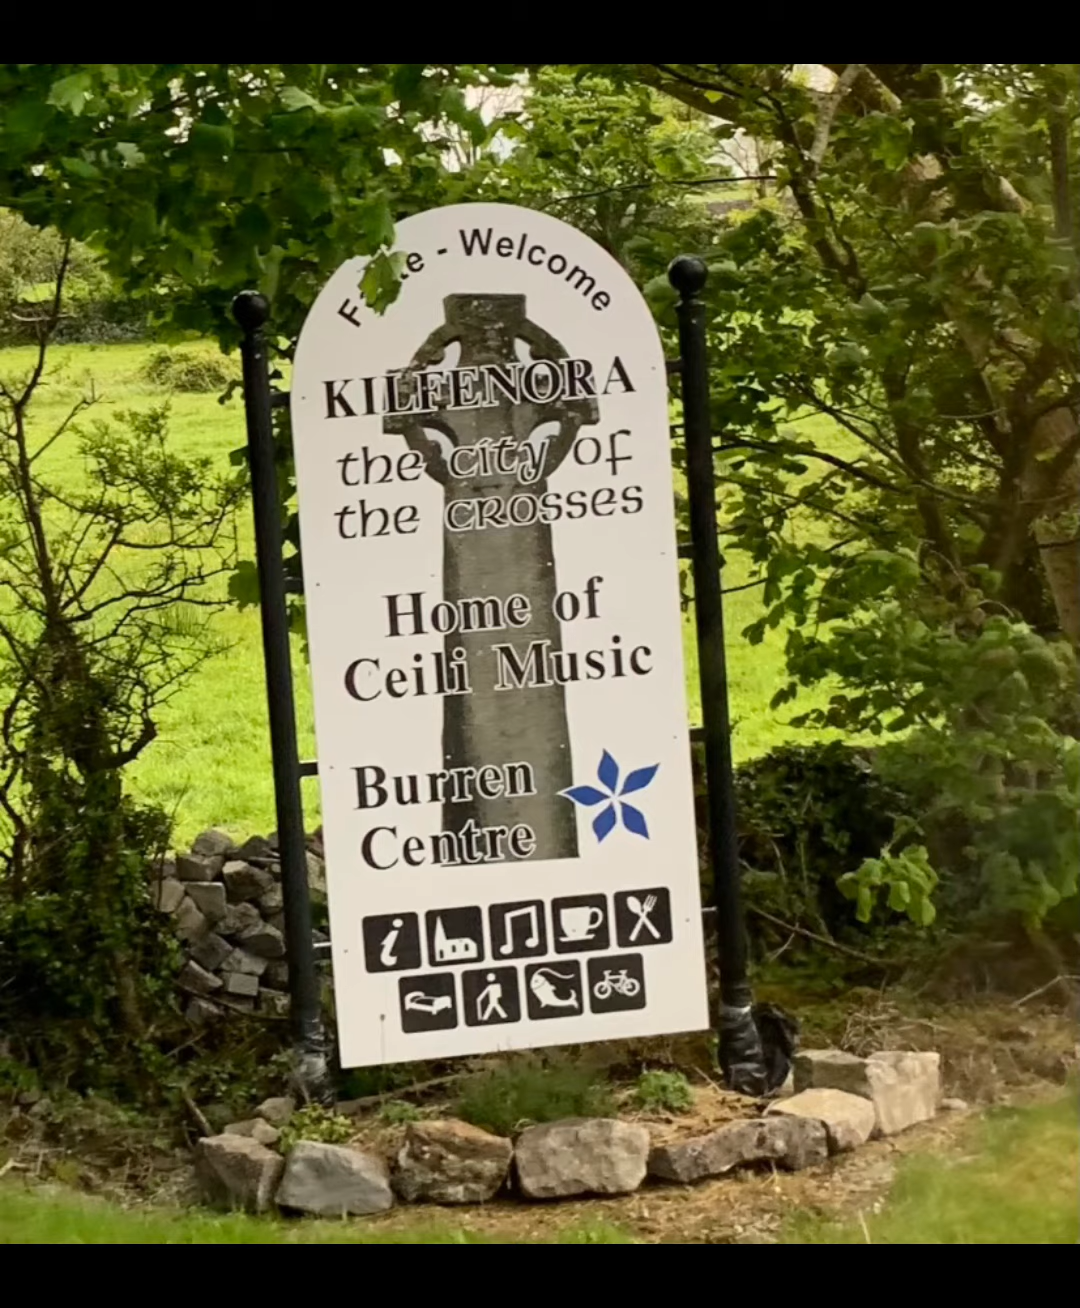 - Welcome
KILFENORA
the city of
the crosses
Home of
Ceili Music
Burren
Centre
i